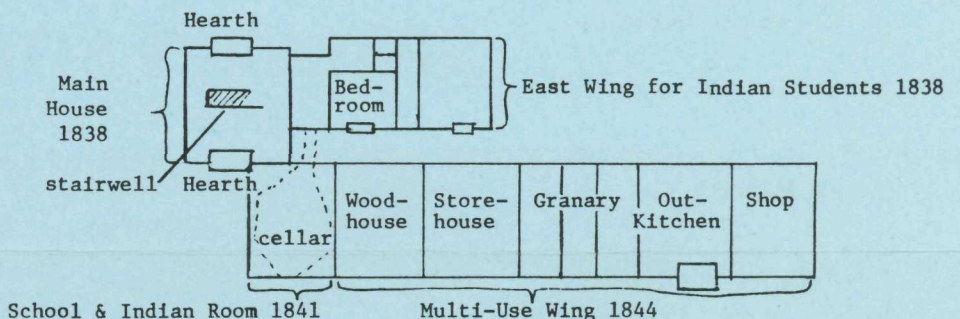 Hearth
Main
House
1838
Bed-
room
East Wing for Indian Students 1838
stairwell
Hearth
cellar
Wood-
house
Store-
house
Granary
Out-
Kitchen
Shop
School & Indian Room 1841
Multi-Use Wing 1844